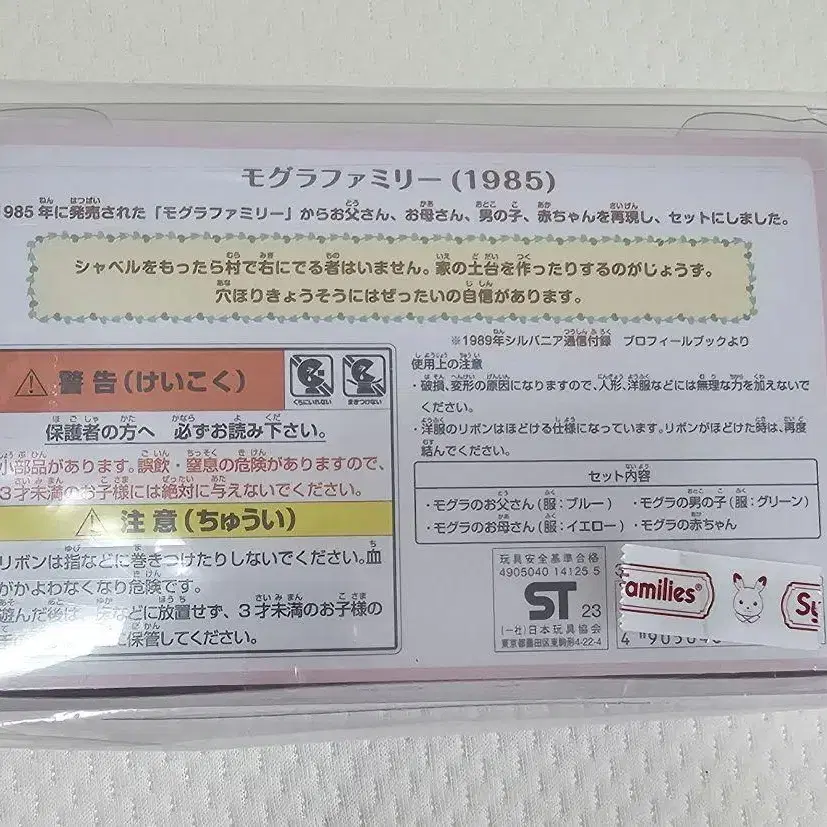 モグラファミリー(1985)
985年に発売された「モグラファミリー」からお父さん、お母さん、男の子、赤ちゃんを再現し、セットにしました。
シャベルをもったら村で右にでる者はいません。家の土台を作ったりするのがじょうず。
穴ほりきょうそうにはぜったいの自信があります。
※1989年シルバニア通信付録 プロフィールブックより
⚠警告(けいこく)
くちにいれない
まきつけない
保護者の方へ 必ずお読み下さい。
小部品があります。誤飲・窒息の危険がありますので、
3才未満のお子様には絶対に与えないでください。
⚠注意(ちゅうい)
リボンは指などに巻きつけたりしないでください。血
がかよわなくなり危険です。
遊んだ後は、 などに放置せず、3才未満のお子様の
に保管してください。
使用上の注意
・破損、変形の原因になりますので、人形、洋服などには無理な力を加えないで
ください。
・洋服のリボンはほどける仕様になっています。リボンがほどけた時は、再度
結んでください。
セット内容
・モグラのお父さん(服:ブルー) ・モグラの男の子(服:グリーン)
・モグラのお母さん(服:イエロー) ・モグラの赤ちゃん
玩具安全基準合格
4905040 14125 5
ST 23
(一社)日本玩具協会
東京都墨田区東駒形4-22-4
amilies®
Sy
4 905040